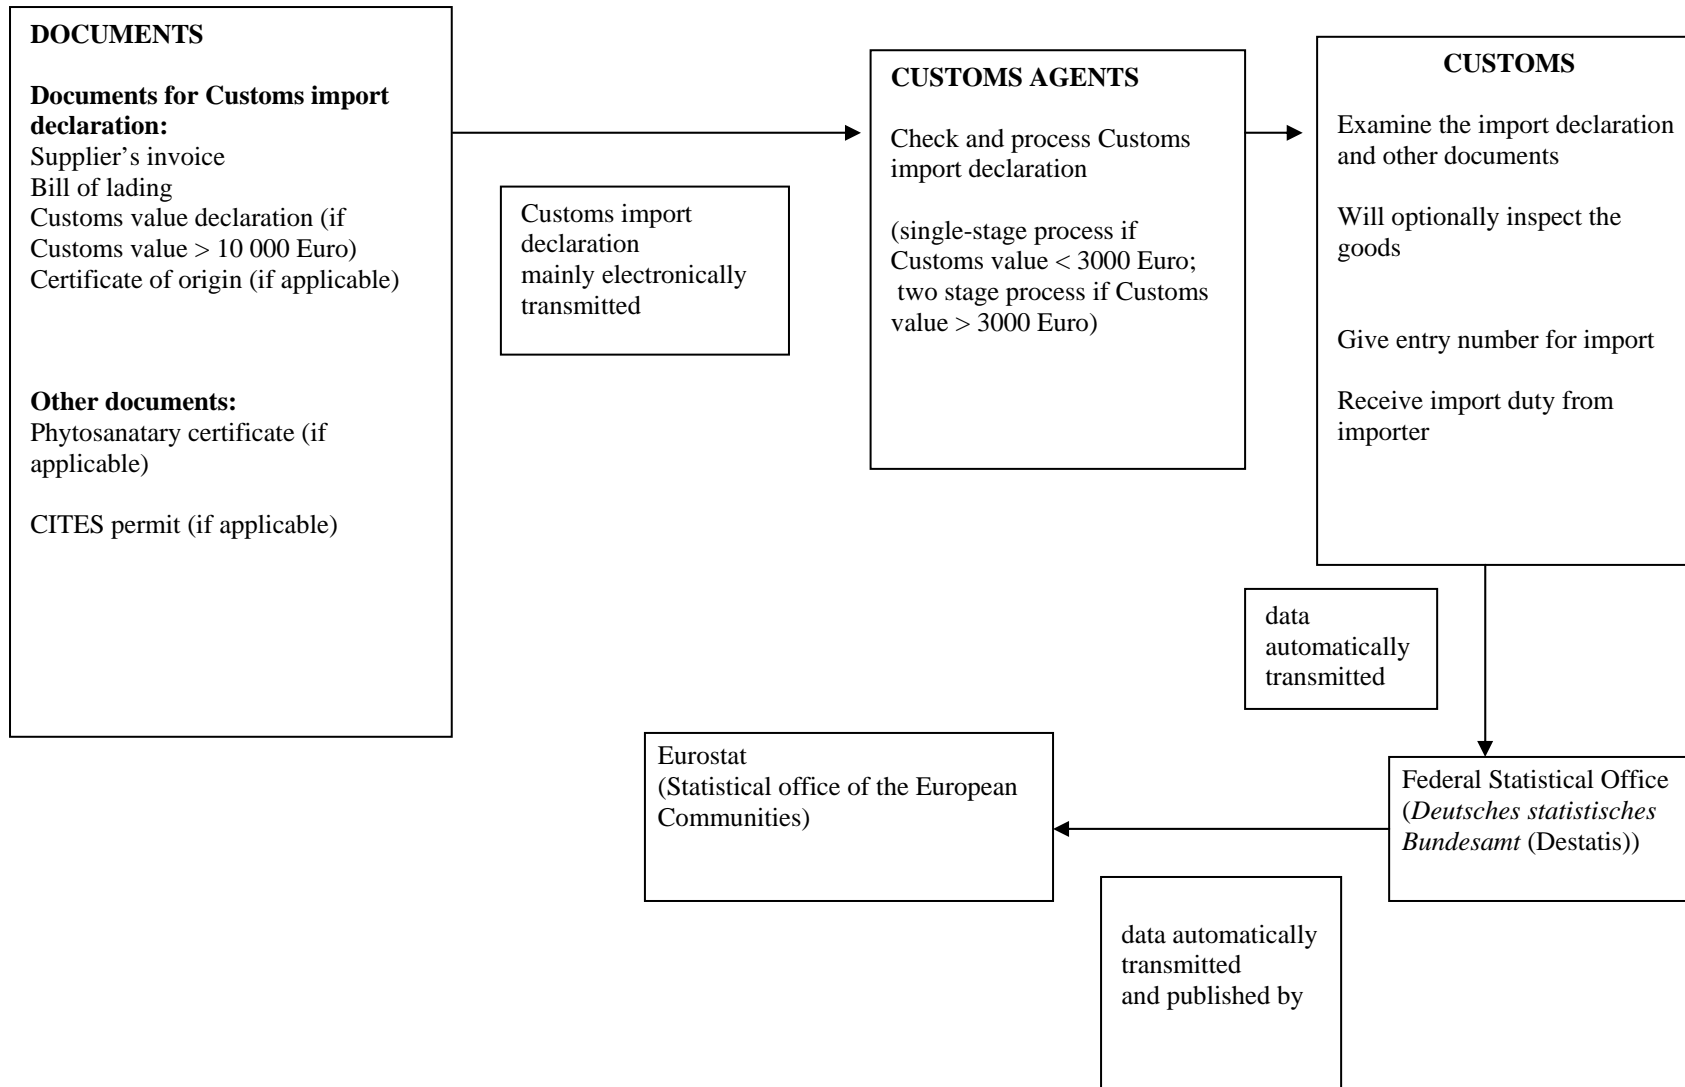 DOCUMENTS
Documents for Customs import
declaration:
Supplier’s invoice
Bill of lading
Customs value declaration (if
Customs value > 10 000 Euro)
Certificate of origin (if applicable)
Other documents:
Phytosanatary certificate (if
applicable)
CITES permit (if applicable)
Customs import
declaration
mainly electronically
transmitted
CUSTOMS AGENTS
Check and process Customs
import declaration
(single-stage process if
Customs value < 3000 Euro;
two stage process if Customs
value > 3000 Euro)
CUSTOMS
Examine the import declaration
and other documents
Will optionally inspect the
goods
Give entry number for import
Receive import duty from
importer
data
automatically
transmitted
Federal Statistical Office
(Deutsches statistisches
Bundesamt (Destatis))
Eurostat
(Statistical office of the European
Communities)
data automatically
transmitted
and published by